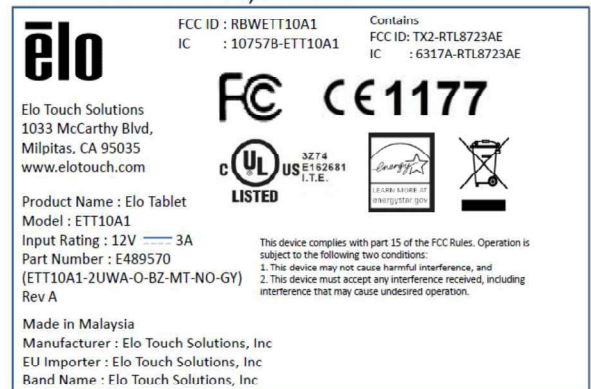 ēlo
FCC ID : RBWETT10A1
IC : 10757B-ETT10A1
Contains
FCC ID: TX2-RTL8723AE
IC : 6317A-RTL8723AE
FC CE1177
Elo Touch Solutions
1033 McCarthy Blvd,
Milpitas, CA 95035
www.elotouch.com
C UL US
LISTED
3Z74
E162681
I.T.E.
energy
LEARN MORE AT
energystar.gov
Product Name : Elo Tablet
Model : ETT10A1
Input Rating : 12V 3A
Part Number : E489570
(ETT10A1-2UWA-O-BZ-MT-NO-GY)
Rev A
This device complies with part 15 of the FCC Rules. Operation is
subject to the following two conditions:
1. This device may not cause harmful interference, and
2. This device must accept any interference received, including
interference that may cause undesired operation.
Made in Malaysia
Manufacturer : Elo Touch Solutions, Inc
EU Importer : Elo Touch Solutions, Inc
Band Name : Elo Touch Solutions, Inc